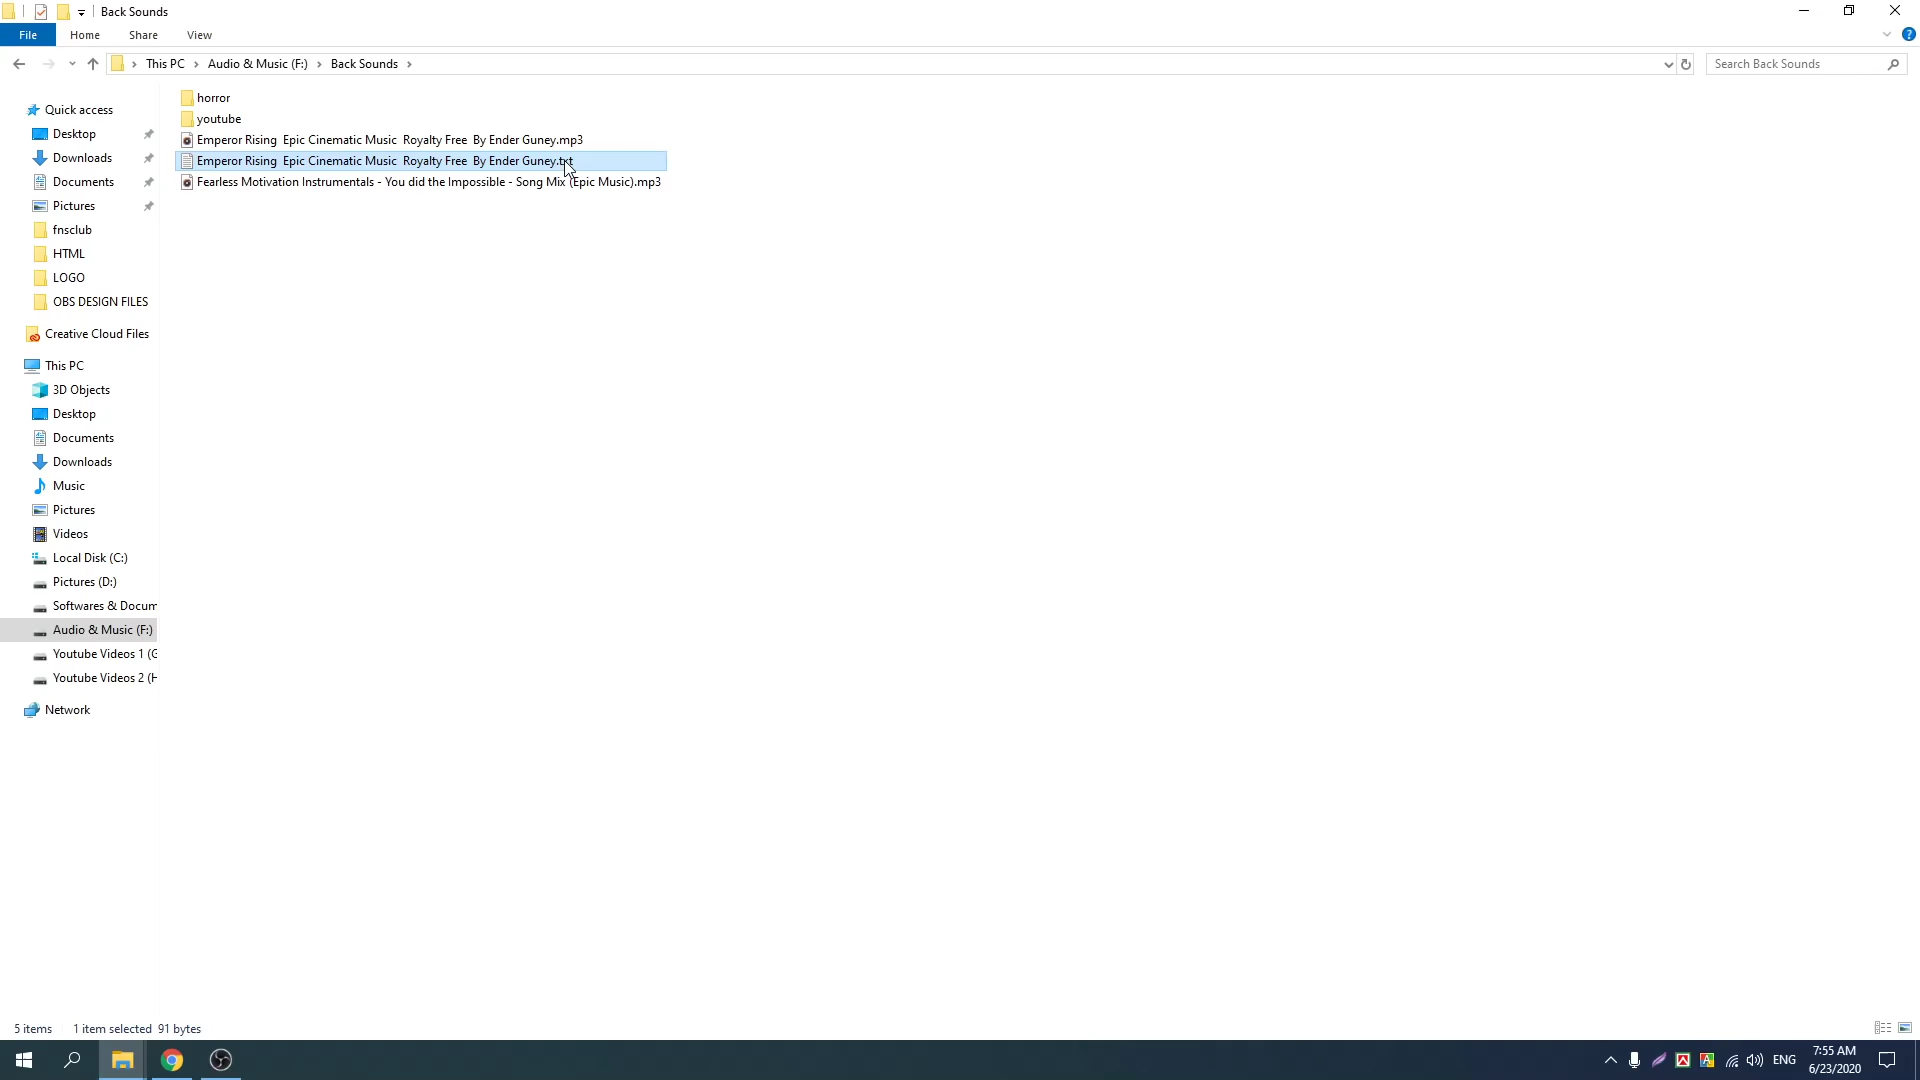 Back Sounds
File Home Share View
This PC Audio & Music (F:) Back Sounds
Search Back Sounds
Quick access
Desktop
Downloads
Documents
Pictures
fnsclub
HTML
LOGO
OBS DESIGN FILES
Creative Cloud Files
This PC
3D Objects
Desktop
Documents
Downloads
Music
Pictures
Videos
Local Disk (C:)
Pictures (D:)
Softwares & Docum
Audio & Music (F:)
Youtube Videos 1 (G
Youtube Videos 2 (H
Network
horror
youtube
Emperor Rising  Epic Cinematic Music  Royalty Free  By Ender Guney.mp3
Emperor Rising  Epic Cinematic Music  Royalty Free  By Ender Guney.txt
Fearless Motivation Instrumentals - You did the Impossible - Song Mix (Epic Music).mp3
5 items 1 item selected 91 bytes
ENG
7:55 AM
6/23/2020